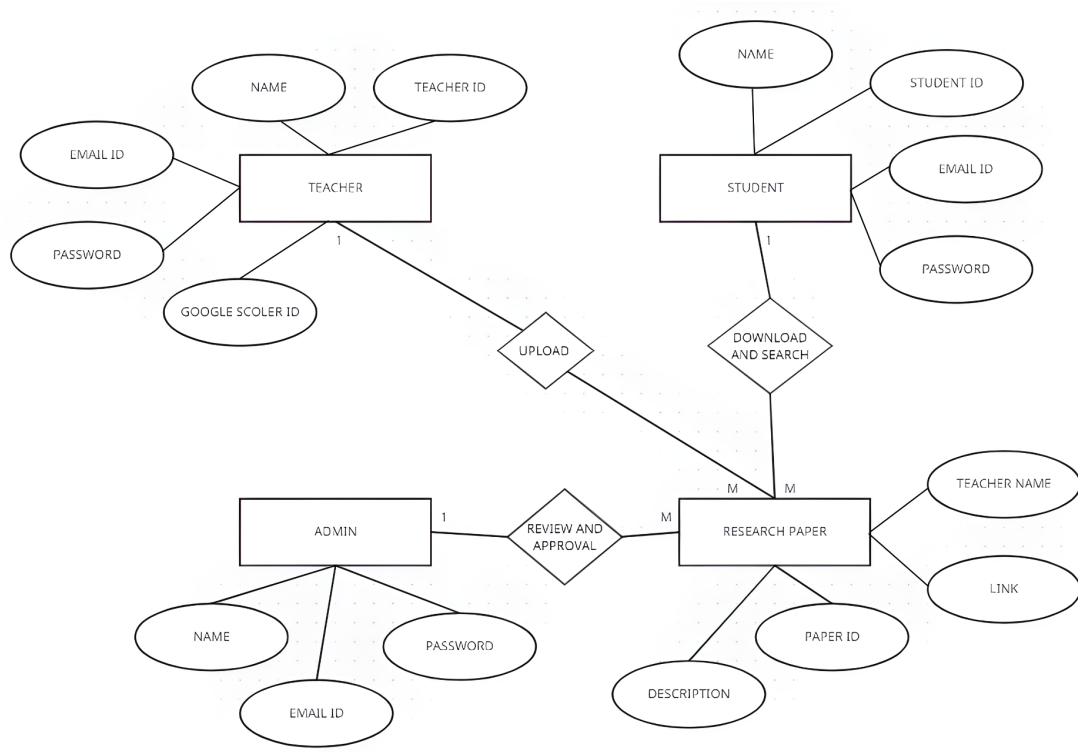 NAME
TEACHER ID
EMAIL ID
TEACHER
PASSWORD
GOOGLE SCOLER ID
1
NAME
STUDENT ID
EMAIL ID
STUDENT
PASSWORD
1
UPLOAD
DOWNLOAD
AND SEARCH
M
M
ADMIN
1
REVIEW AND
APPROVAL
M
RESEARCH PAPER
TEACHER NAME
LINK
NAME
EMAIL ID
PASSWORD
PAPER ID
DESCRIPTION